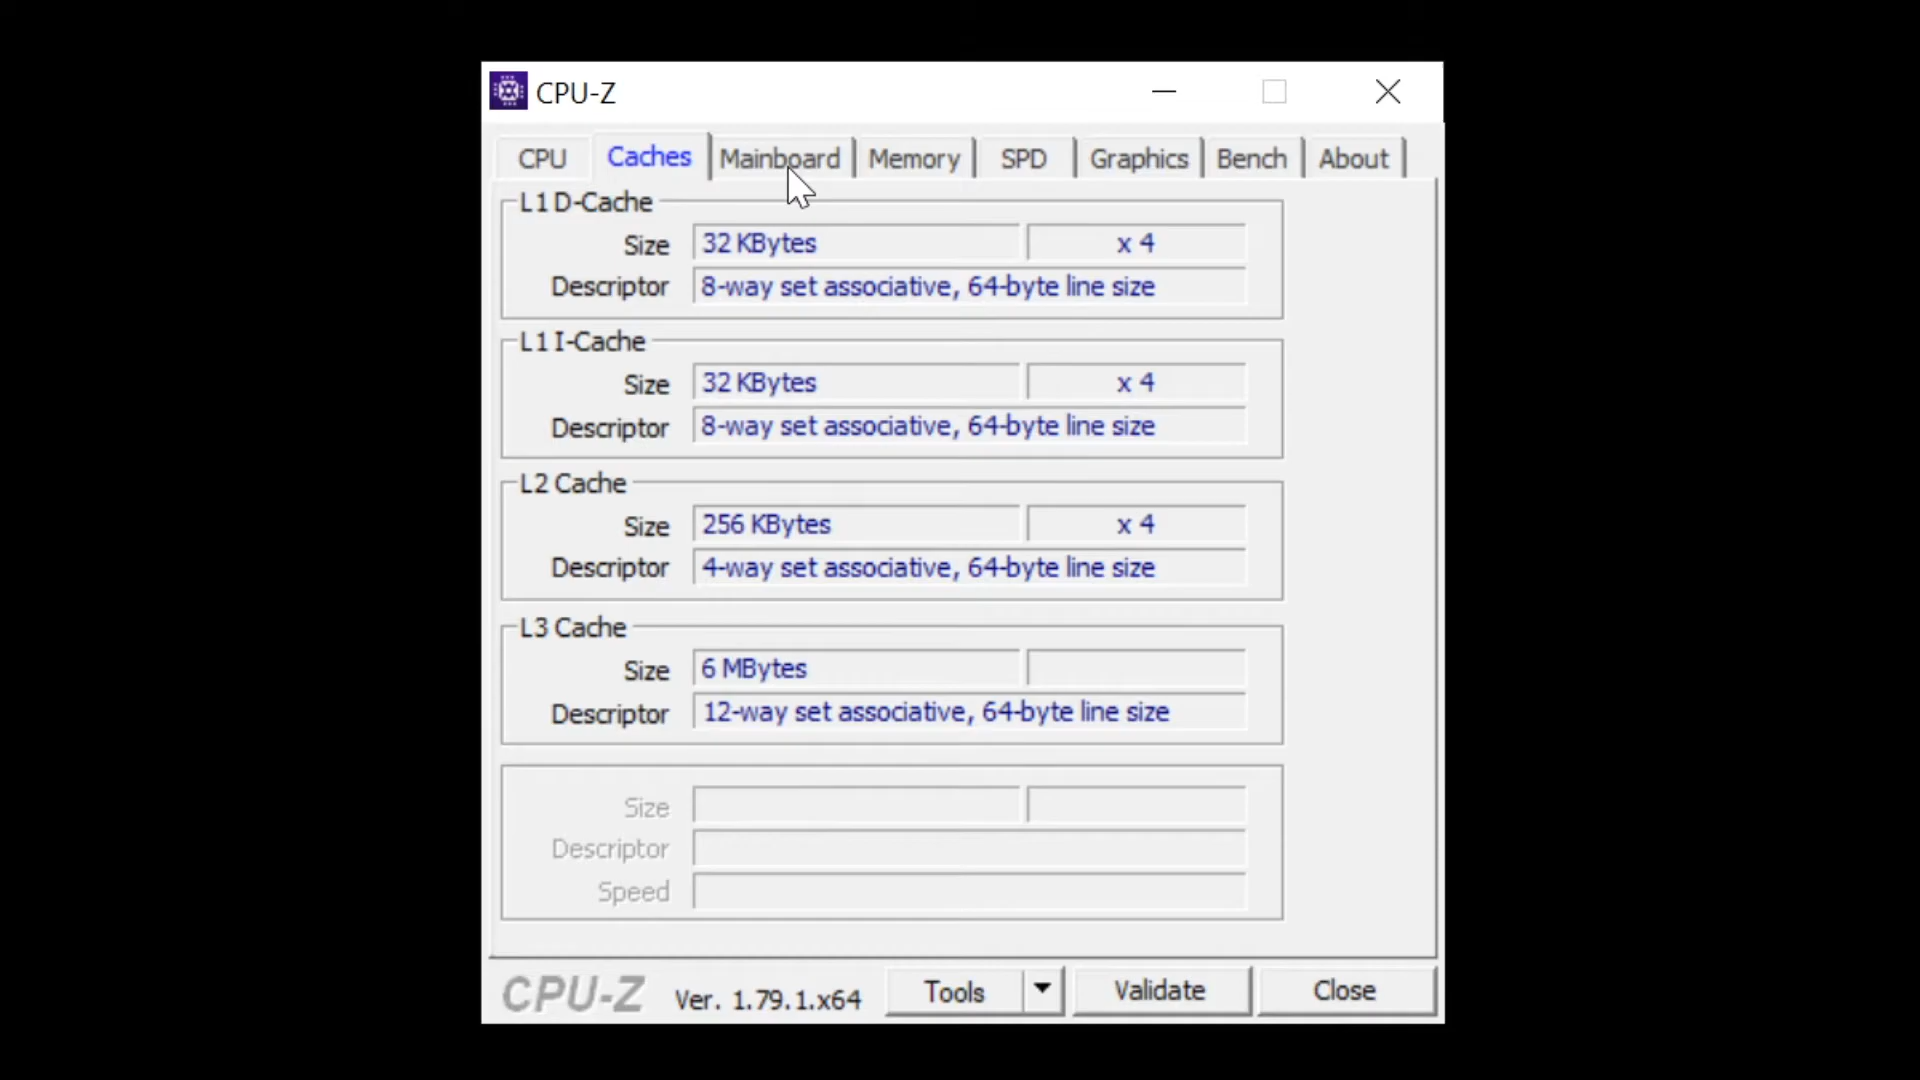 CPU-Z
CPU Caches Mainboard Memory SPD Graphics Bench About
L1 D-Cache
Size 32 KBytes x 4
Descriptor 8-way set associative, 64-byte line size
L1 I-Cache
Size 32 KBytes x 4
Descriptor 8-way set associative, 64-byte line size
L2 Cache
Size 256 KBytes x 4
Descriptor 4-way set associative, 64-byte line size
L3 Cache
Size 6 MBytes
Descriptor 12-way set associative, 64-byte line size
Size
Descriptor
Speed
CPU-Z Ver. 1.79.1.x64 Tools Validate Close